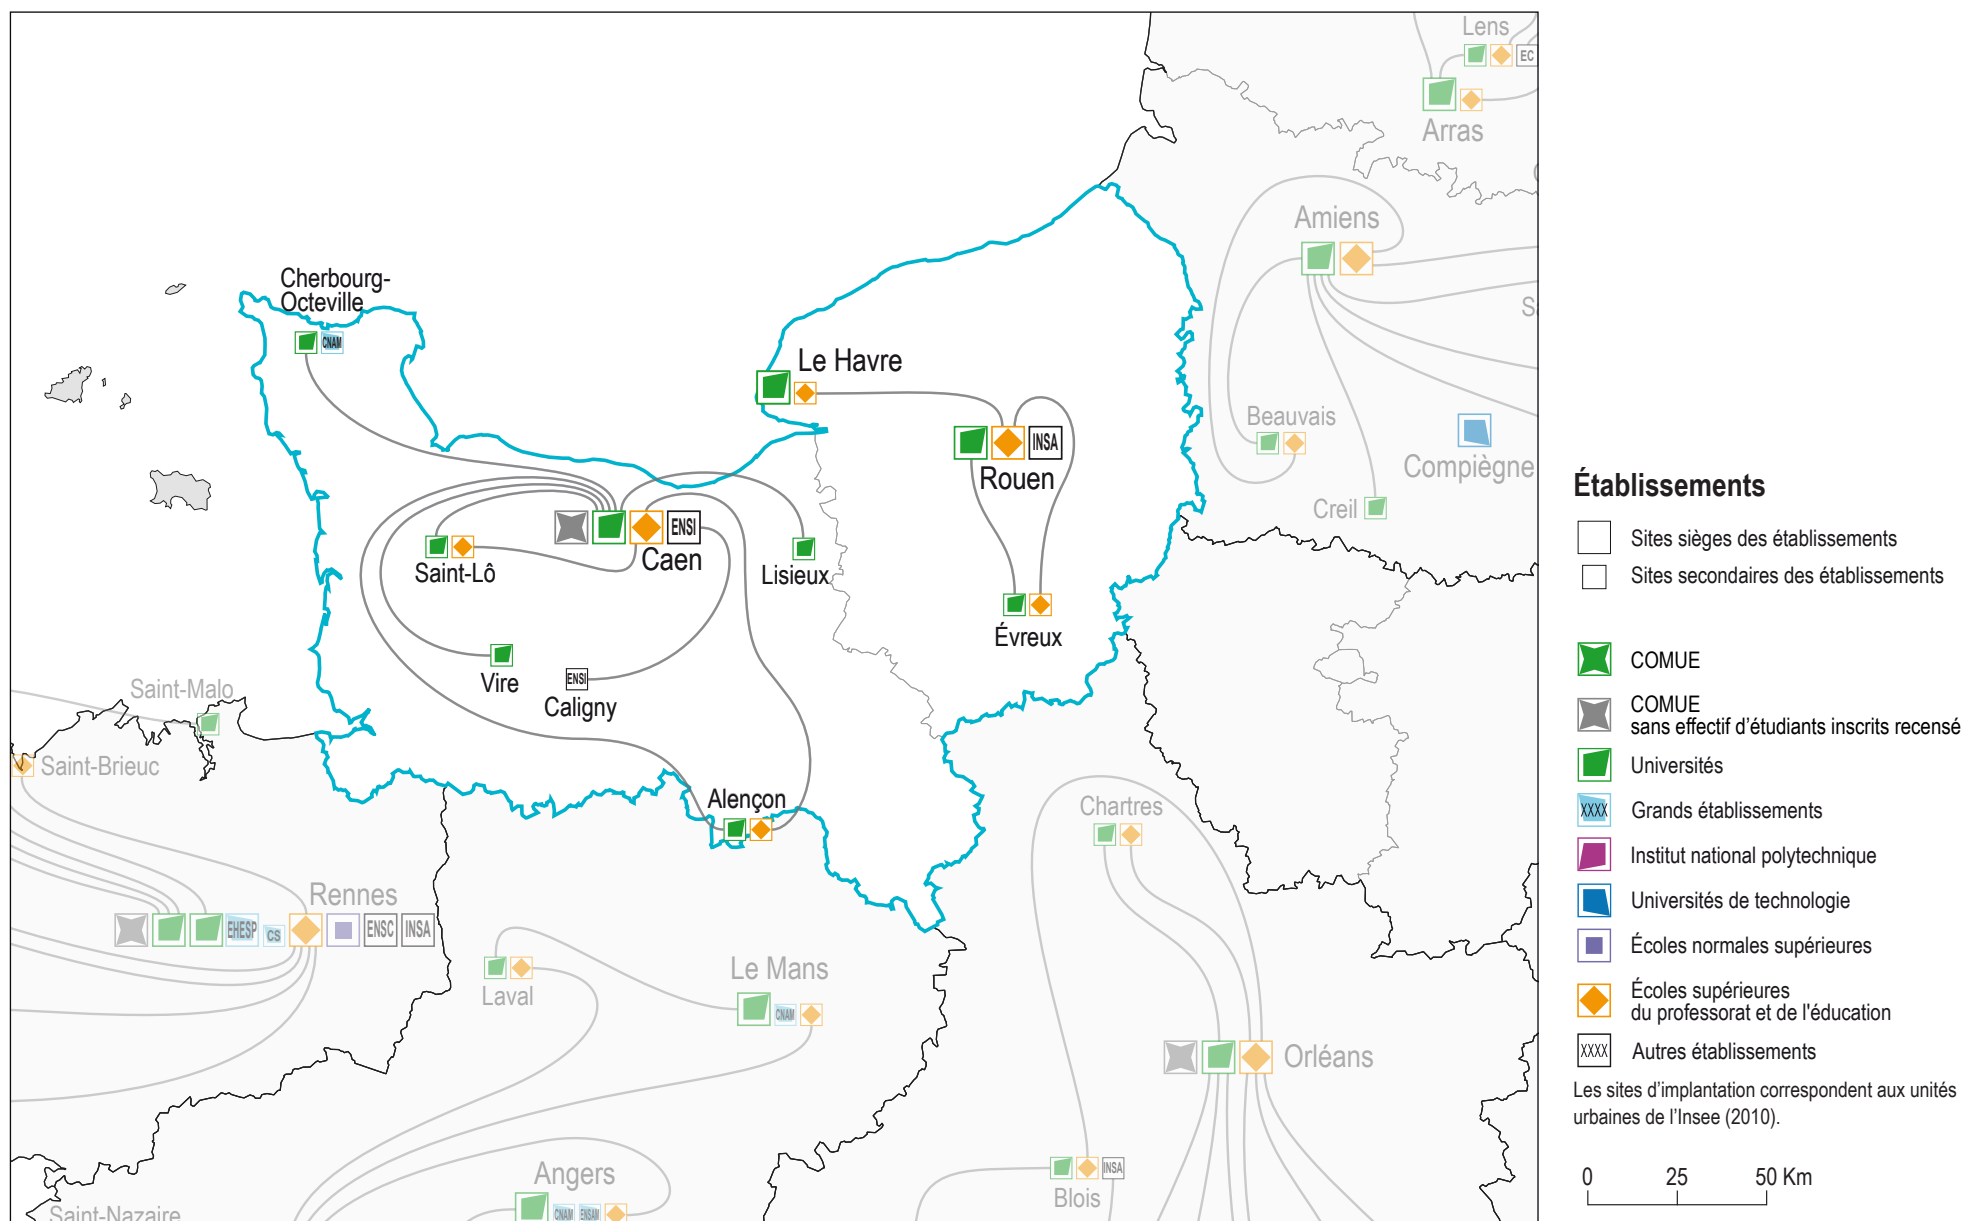 Lens
EC
Arras
Amiens
Cherbourg-
Octeville
CNAM
Le Havre
Beauvais
Compiègne
INSA
Rouen
Creil
ENSI
Caen
Saint-Lô
Lisieux
Évreux
Vire
ENSI
Caligny
Saint-Malo
Saint-Brieuc
Alençon
Chartres
Rennes
EHESP
CS
ENSC
INSA
Laval
Le Mans
CNAM
Orléans
Angers
CNAM
ENSAM
INSA
Blois
Saint-Nazaire
Établissements
Sites sièges des établissements
Sites secondaires des établissements
COMUE
COMUE
sans effectif d’étudiants inscrits recensé
Universités
XXXX Grands établissements
Institut national polytechnique
Universités de technologie
Écoles normales supérieures
Écoles supérieures
du professorat et de l'éducation
XXXX Autres établissements
Les sites d’implantation correspondent aux unités
urbaines de l’Insee (2010).
0 25 50 Km